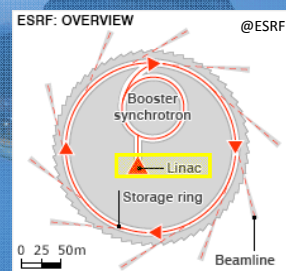 ESRF: OVERVIEW
@ESRF
Booster
synchrotron
Linac
Storage ring
0 25 50m
Beamline